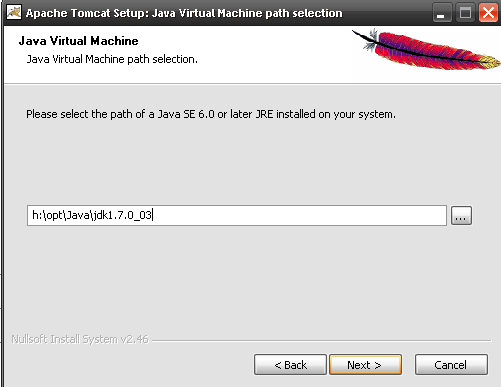 Apache Tomcat Setup: Java Virtual Machine path selection
Java Virtual Machine
Java Virtual Machine path selection.
Please select the path of a Java SE 6.0 or later JRE installed on your system.
h:\opt\Java\jdk1.7.0_03
...
Nullsoft Install System v2.46
< Back
Next >
Cancel